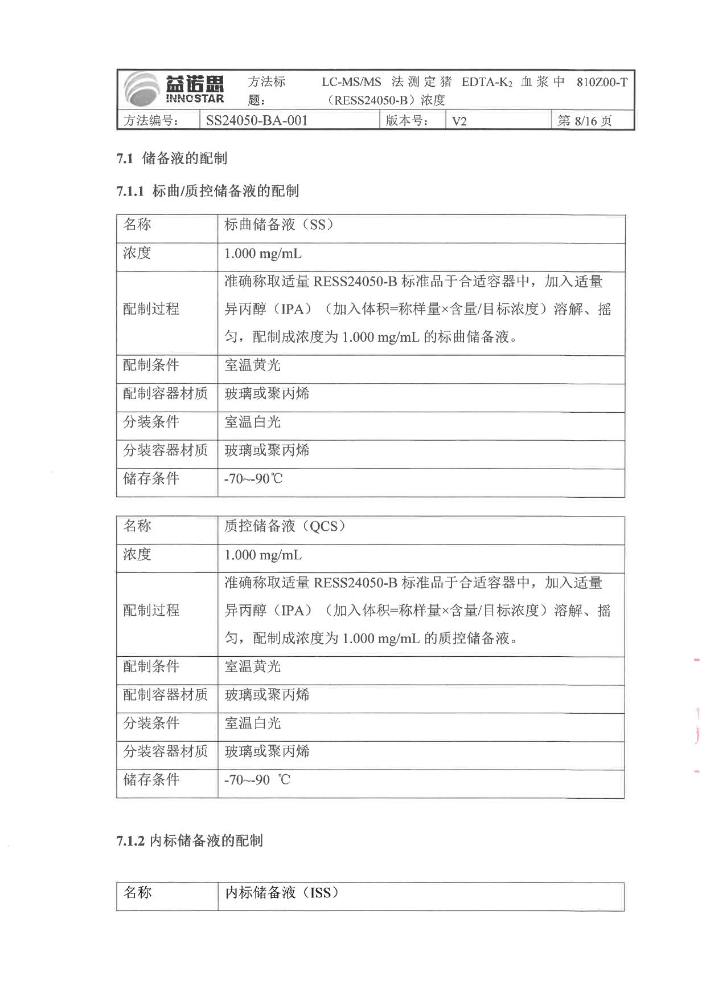 益诺思
INNOSTAR
方法标 LC-MS/MS 法测定猪 EDTA-K₂ 血浆中 810Z00-T
题： （RESS24050-B）浓度
方法编号： SS24050-BA-001 版本号： V2 第 8/16 页
7.1 储备液的配制
7.1.1 标曲/质控储备液的配制
名称 标曲储备液（SS）
浓度 1.000 mg/mL
准确称取适量 RESS24050-B 标准品于合适容器中，加入适量
配制过程 异丙醇（IPA）（加入体积=称样量×含量/目标浓度）溶解、摇
匀，配制成浓度为 1.000 mg/mL 的标曲储备液。
配制条件 室温黄光
配制容器材质 玻璃或聚丙烯
分装条件 室温白光
分装容器材质 玻璃或聚丙烯
储存条件 -70~-90℃
名称 质控储备液（QCS）
浓度 1.000 mg/mL
准确称取适量 RESS24050-B 标准品于合适容器中，加入适量
配制过程 异丙醇（IPA）（加入体积=称样量×含量/目标浓度）溶解、摇
匀，配制成浓度为 1.000 mg/mL 的质控储备液。
配制条件 室温黄光
配制容器材质 玻璃或聚丙烯
分装条件 室温白光
分装容器材质 玻璃或聚丙烯
储存条件 -70~-90 ℃
7.1.2 内标储备液的配制
名称 内标储备液（ISS）